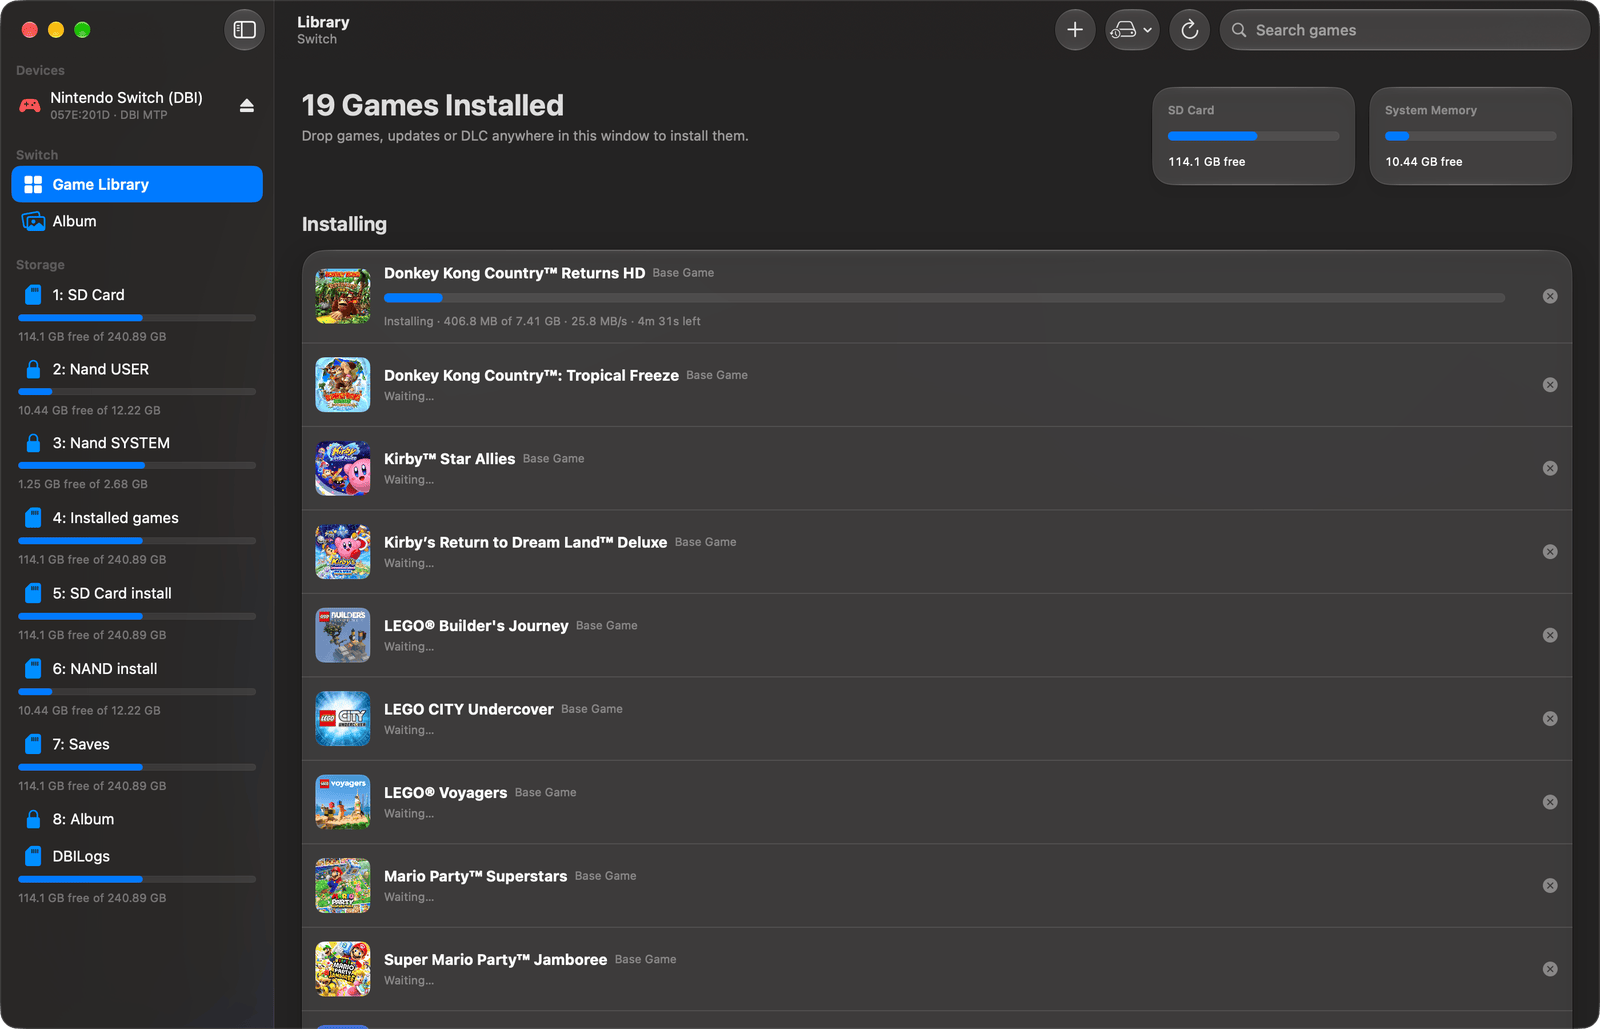 Library
Switch
Search games
Devices
Nintendo Switch (DBI)
057E:201D · DBI MTP
Switch
Game Library
Album
Storage
1: SD Card
114.1 GB free of 240.89 GB
2: Nand USER
10.44 GB free of 12.22 GB
3: Nand SYSTEM
1.25 GB free of 2.68 GB
4: Installed games
114.1 GB free of 240.89 GB
5: SD Card install
114.1 GB free of 240.89 GB
6: NAND install
10.44 GB free of 12.22 GB
7: Saves
114.1 GB free of 240.89 GB
8: Album
DBILogs
114.1 GB free of 240.89 GB
19 Games Installed
Drop games, updates or DLC anywhere in this window to install them.
SD Card
114.1 GB free
System Memory
10.44 GB free
Installing
Donkey Kong Country™ Returns HD Base Game
Installing · 406.8 MB of 7.41 GB · 25.8 MB/s · 4m 31s left
Donkey Kong Country™: Tropical Freeze Base Game
Waiting...
Kirby™ Star Allies Base Game
Waiting...
Kirby’s Return to Dream Land™ Deluxe Base Game
Waiting...
LEGO® Builder's Journey Base Game
Waiting...
LEGO CITY Undercover Base Game
Waiting...
LEGO® Voyagers Base Game
Waiting...
Mario Party™ Superstars Base Game
Waiting...
Super Mario Party™ Jamboree Base Game
Waiting...